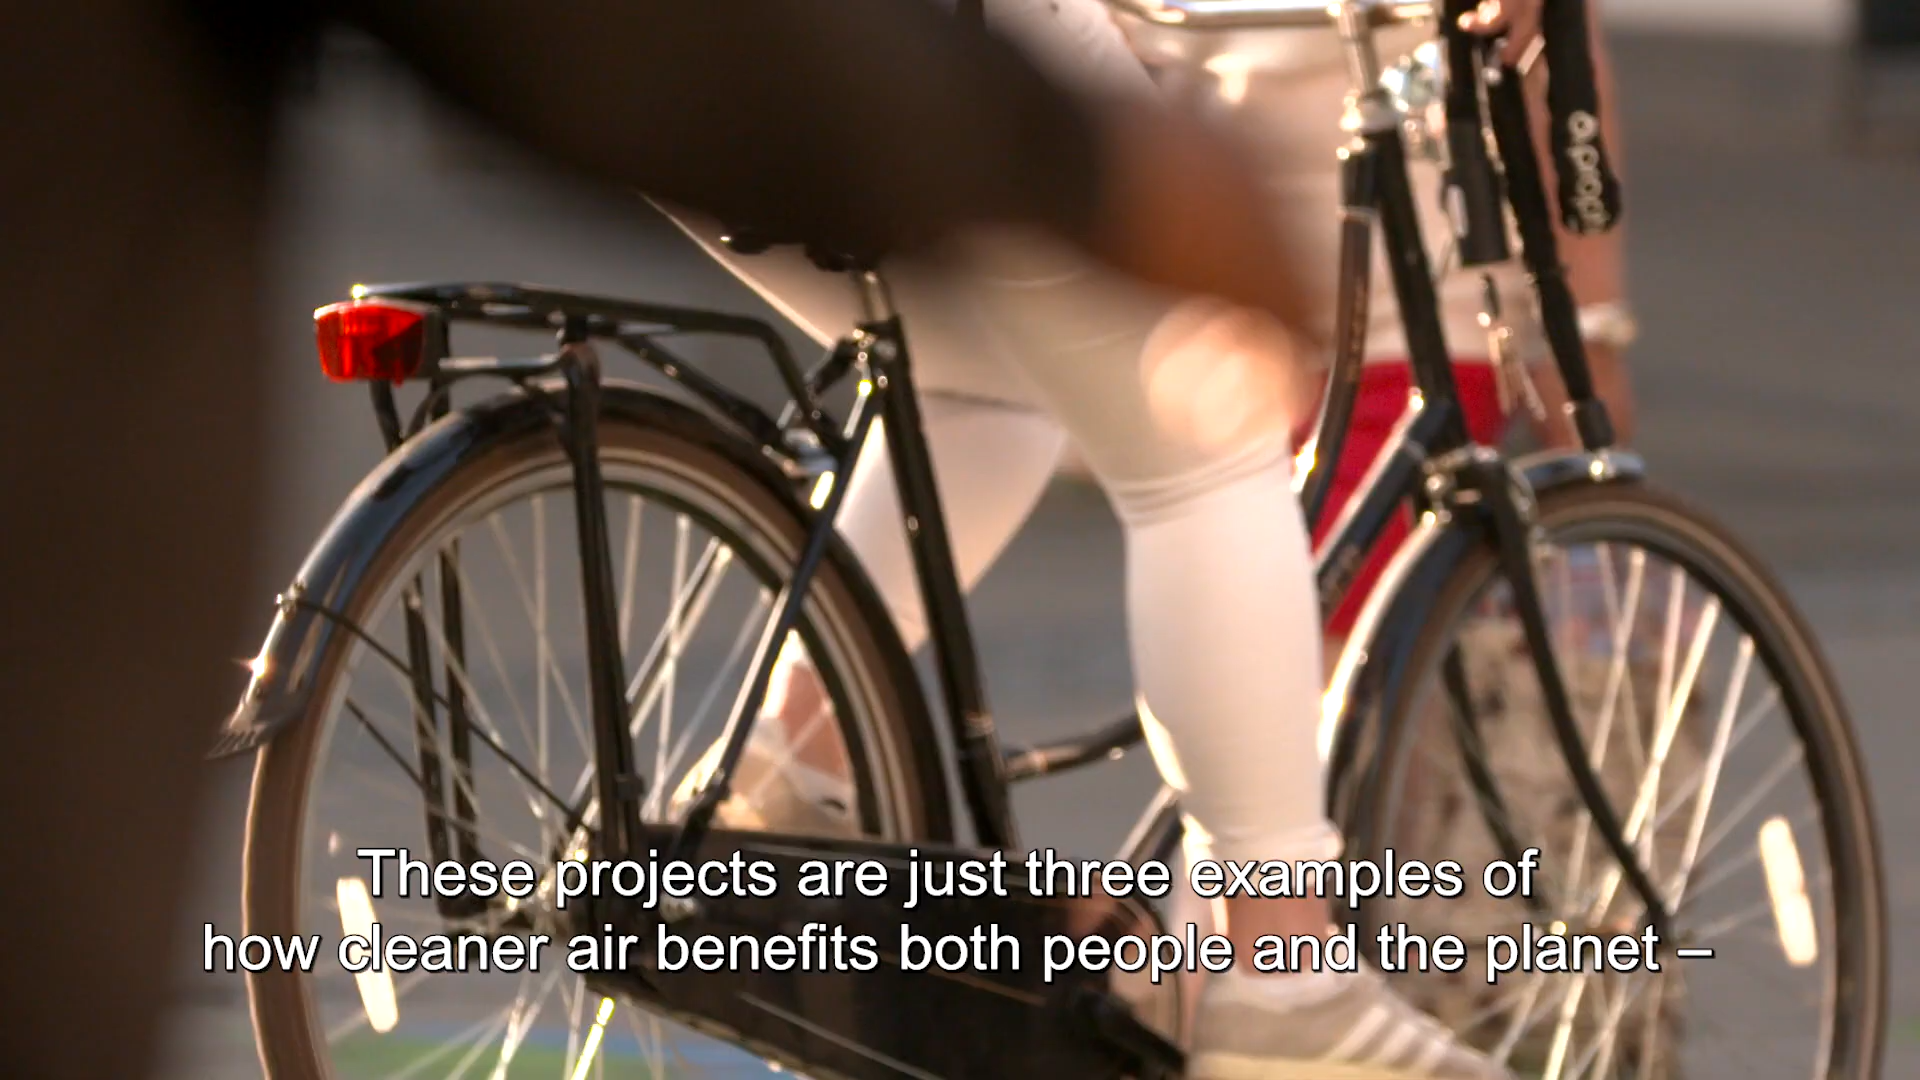 These projects are just three examples of
how cleaner air benefits both people and the planet –